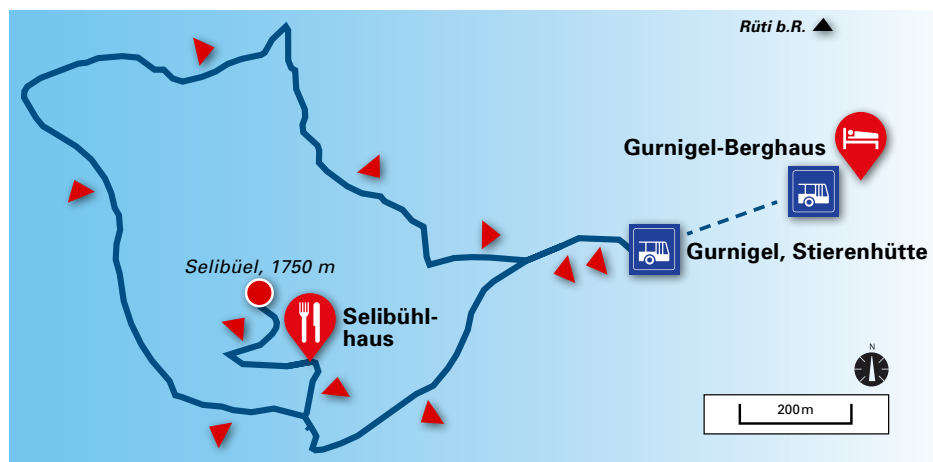 Rüti b.R.
Gurnigel-Berghaus
Gurnigel, Stierenhütte
Selibüel, 1750 m
Selibühl-
haus
N
200 m